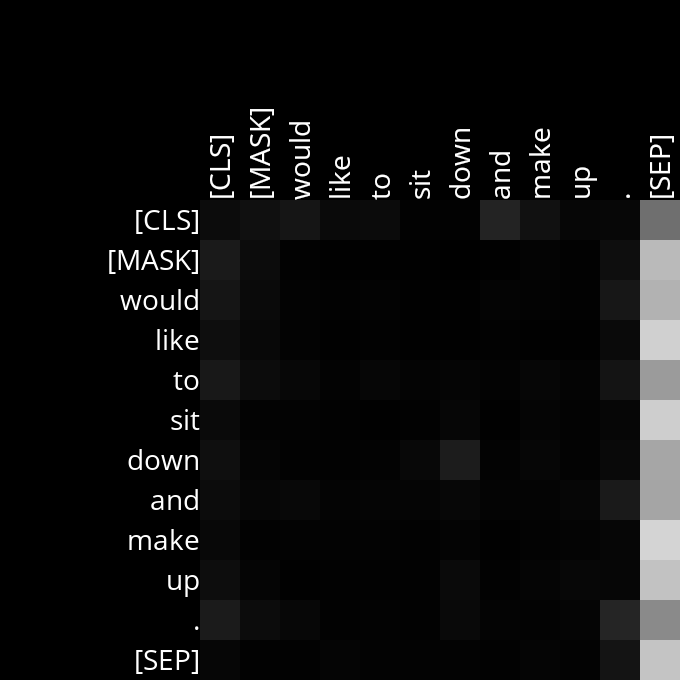 [CLS] [MASK] would like to sit down and make up . [SEP]
[CLS]
[MASK]
would
like
to
sit
down
and
make
up
.
[SEP]